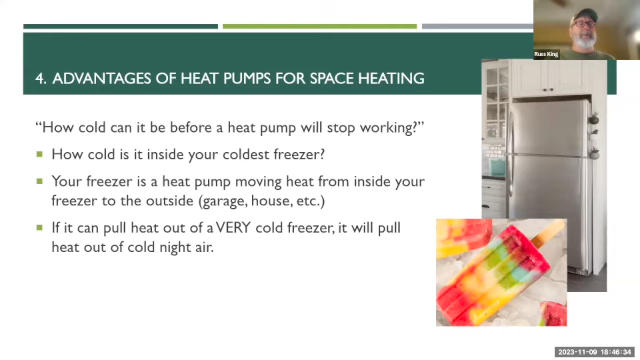 Russ King
4. ADVANTAGES OF HEAT PUMPS FOR SPACE HEATING
“How cold can it be before a heat pump will stop working?”
How cold is it inside your coldest freezer?
Your freezer is a heat pump moving heat from inside your
freezer to the outside (garage, house, etc.)
If it can pull heat out of a VERY cold freezer, it will pull
heat out of cold night air.
2023-11-09 18:46:34